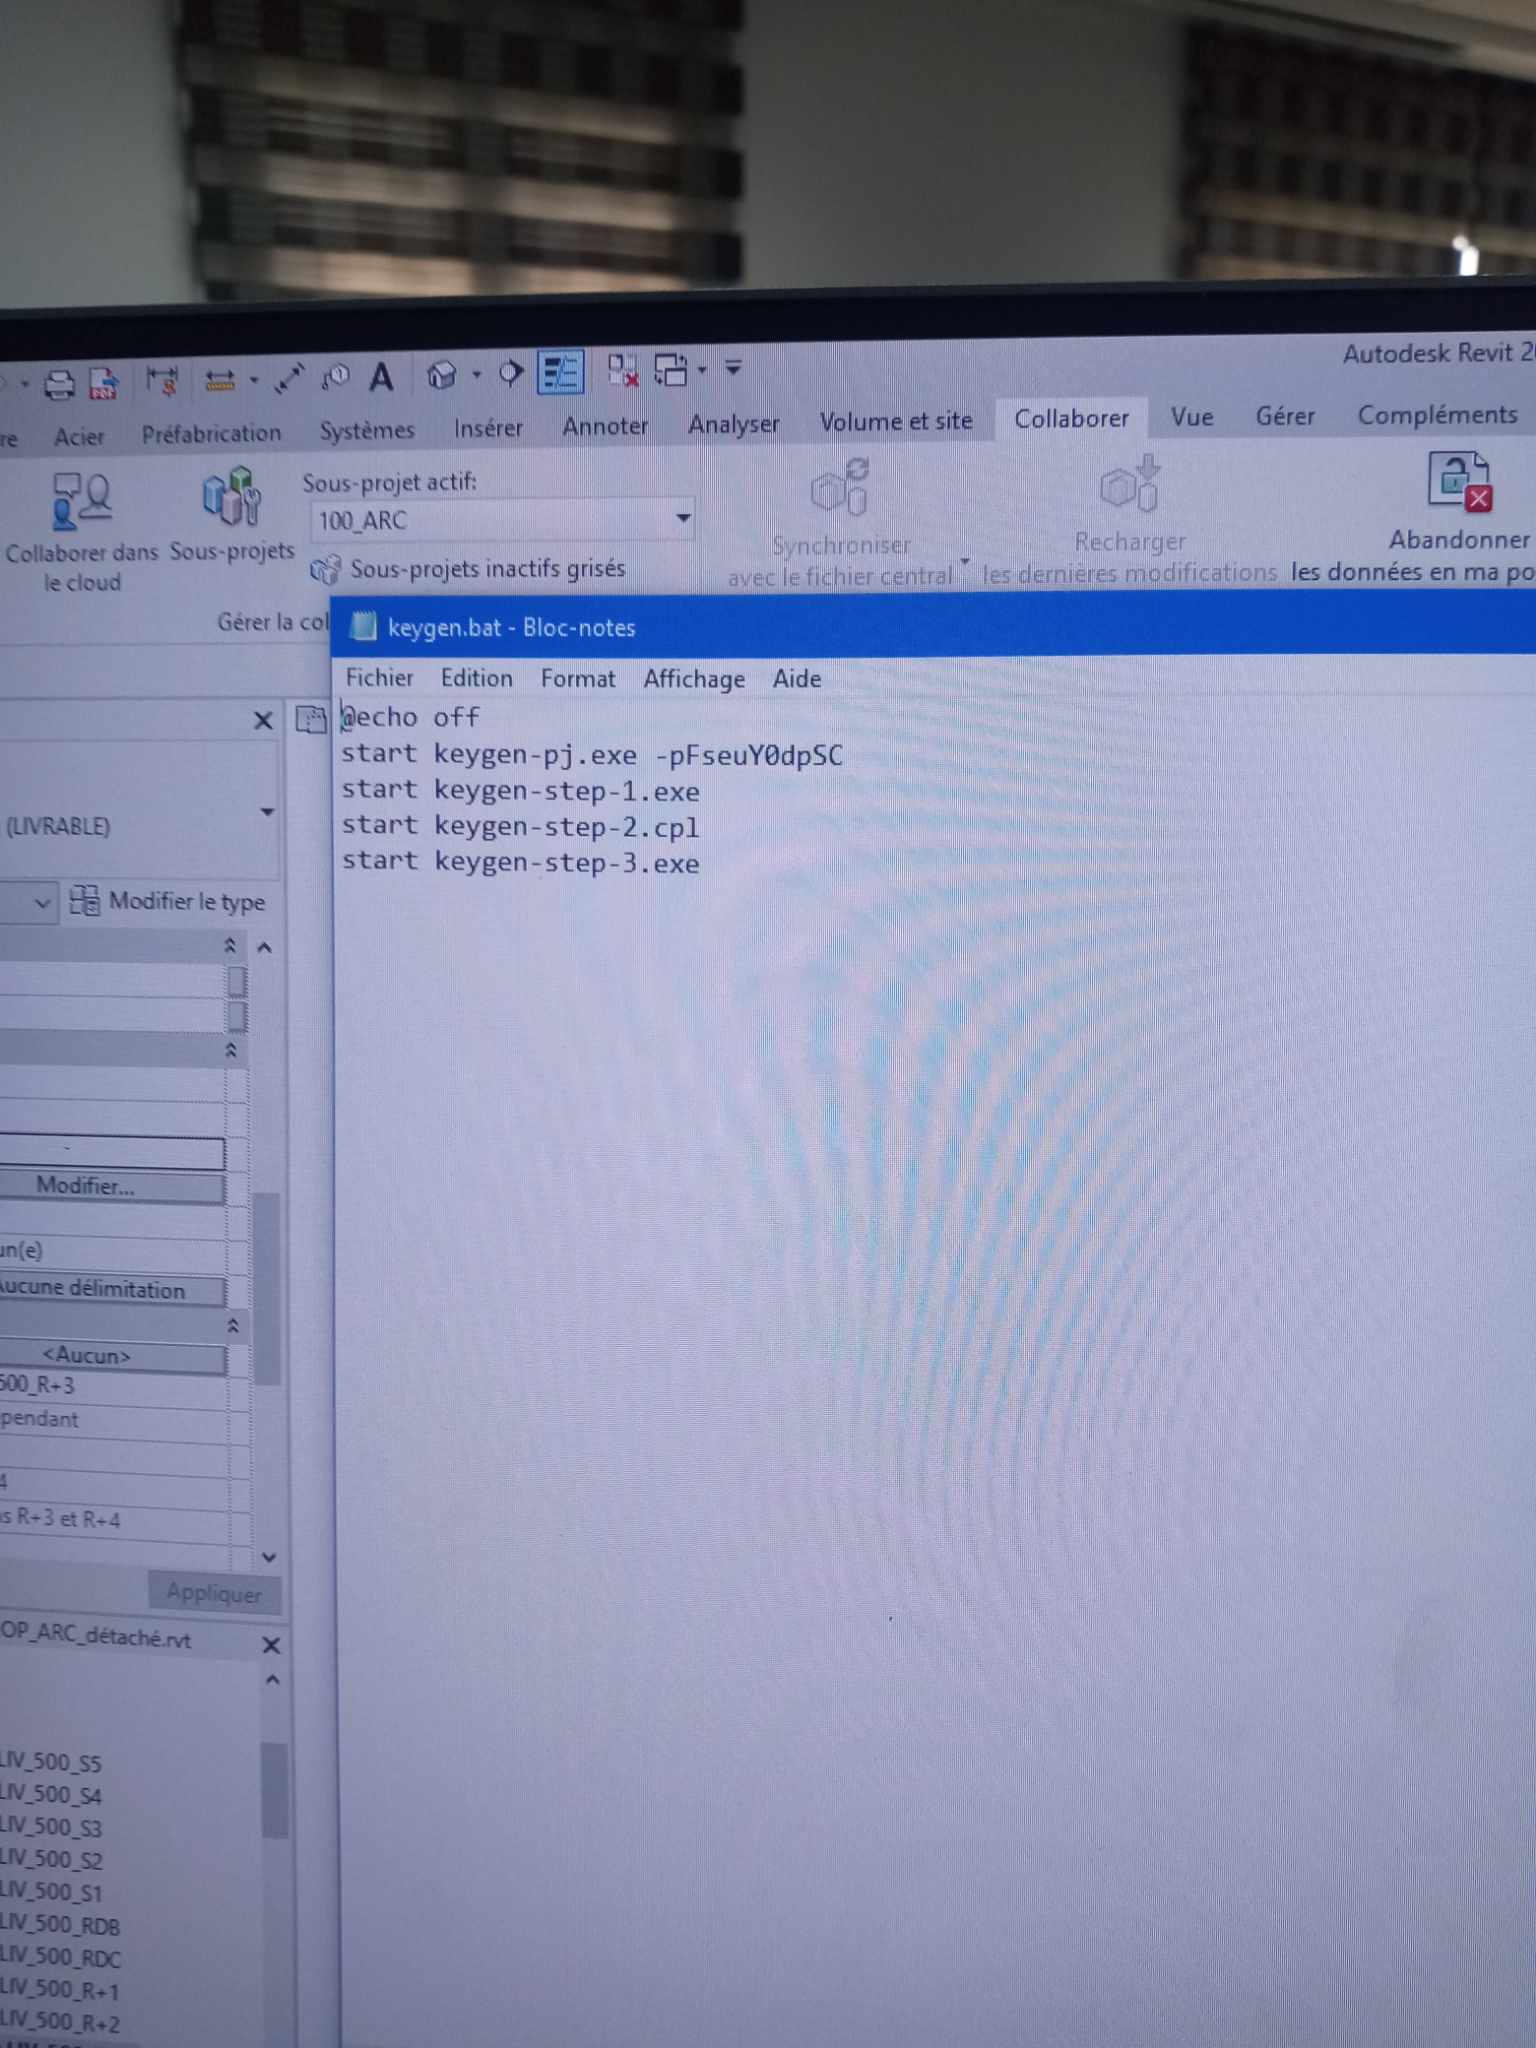 Autodesk Revit
Acier
Préfabrication
Systèmes
Insérer
Annoter
Analyser
Volume et site
Collaborer
Vue
Gérer
Compléments
Collaborer dans
le cloud
Sous-projets
Sous-projet actif:
100_ARC
Sous-projets inactifs grisés
Synchroniser
avec le fichier central
Recharger
les dernières modifications
Abandonner
les données en ma po
Gérer la col
keygen.bat - Bloc-notes
Fichier Edition Format Affichage Aide
@echo off
start keygen-pj.exe -pFseuY0dpSC
start keygen-step-1.exe
start keygen-step-2.cpl
start keygen-step-3.exe
(LIVRABLE)
Modifier le type
Modifier...
un(e)
Aucune délimitation
<Aucun>
500_R+3
pendant
4
s R+3 et R+4
Appliquer
OP_ARC_détaché.rvt
LIV_500_S5
LIV_500_S4
LIV_500_S3
LIV_500_S2
LIV_500_S1
LIV_500_RDB
LIV_500_RDC
LIV_500_R+1
LIV_500_R+2